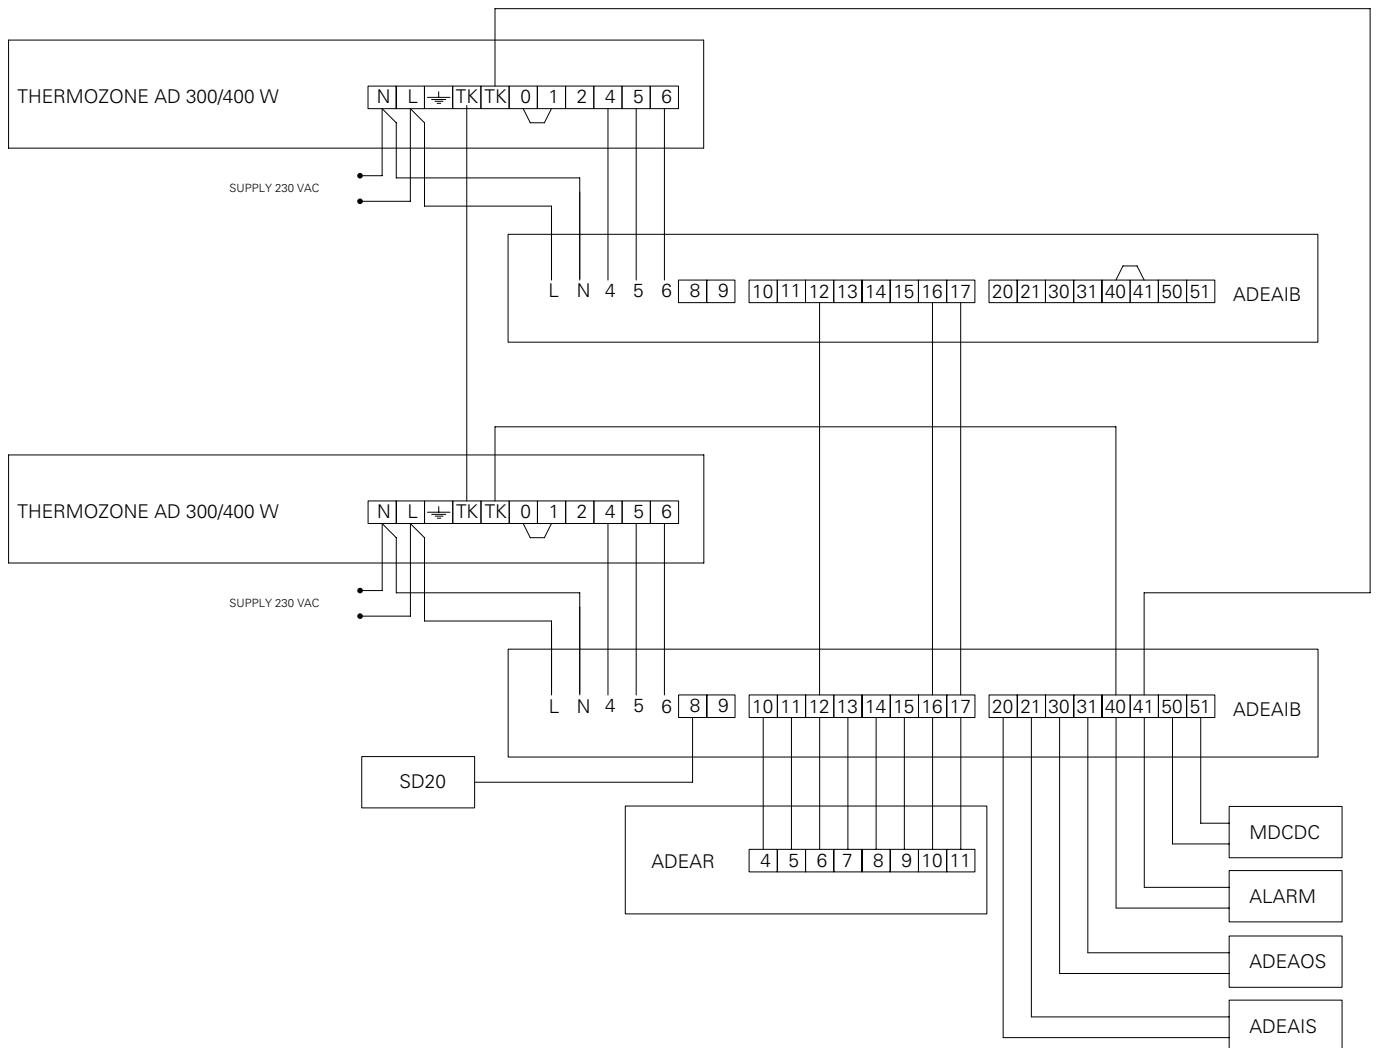 THERMOZONE AD 300/400 W
N L TK TK 0 1 2 4 5 6
SUPPLY 230 VAC
L N 4 5 6 8 9 10 11 12 13 14 15 16 17 20 21 30 31 40 41 50 51 ADEAIB
THERMOZONE AD 300/400 W
N L TK TK 0 1 2 4 5 6
SUPPLY 230 VAC
L N 4 5 6 8 9 10 11 12 13 14 15 16 17 20 21 30 31 40 41 50 51 ADEAIB
SD20
MDCDC
ADEAR 4 5 6 7 8 9 10 11
ALARM
ADEAOS
ADEAIS